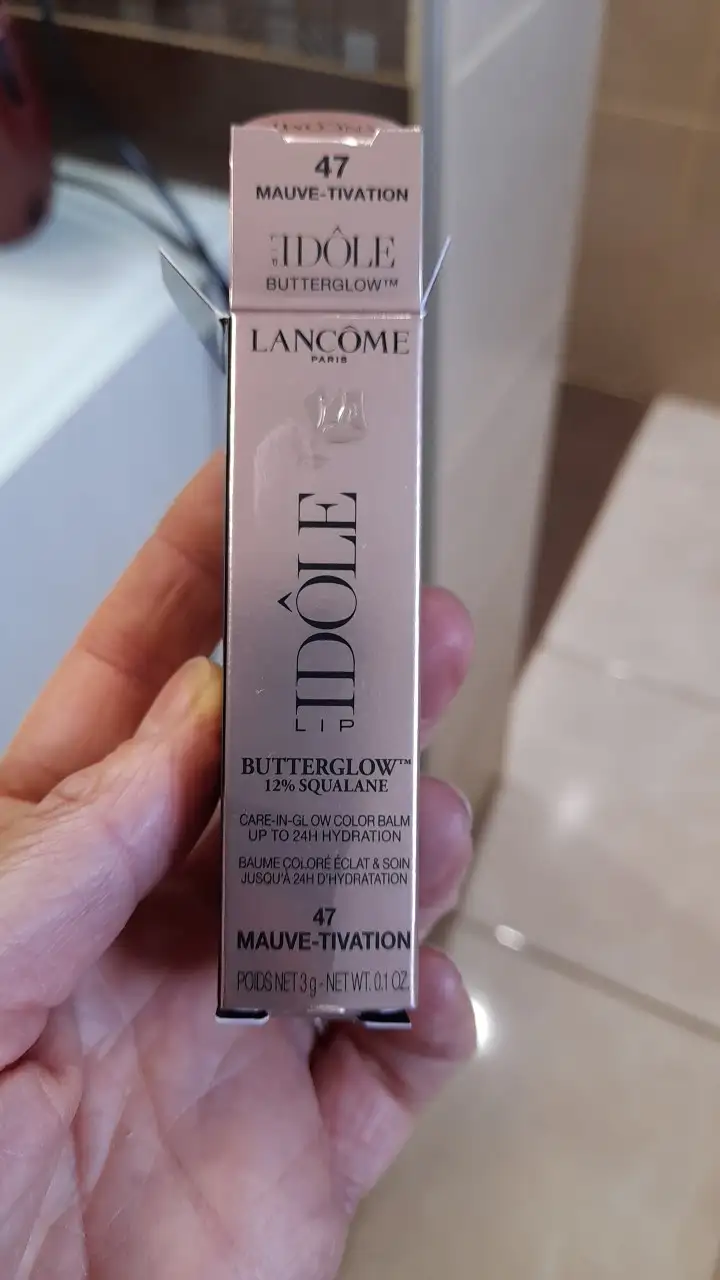 47
MAUVE-TIVATION
LIP IDÔLE
BUTTERGLOW™
LANCÔME
PARIS
LIP IDÔLE
BUTTERGLOW™
12% SQUALANE
CARE-IN-GLOW COLOR BALM
UP TO 24H HYDRATION
BAUME COLORÉ ÉCLAT & SOIN
JUSQU'À 24H D'HYDRATATION
47
MAUVE-TIVATION
POIDS NET 3 g - NET WT. 0.1 OZ.